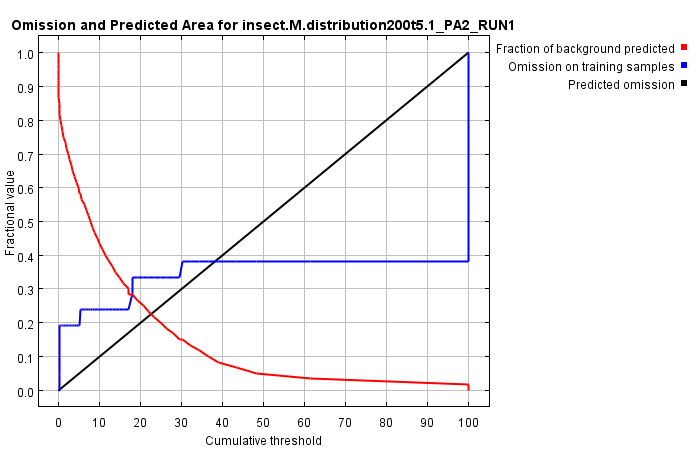 Omission and Predicted Area for insect.M.distribution200t5.1_PA2_RUN1
Fraction of background predicted
Omission on training samples
Predicted omission
1.0
0.9
0.8
0.7
0.6
0.5
0.4
0.3
0.2
0.1
0.0
Fractional value
0 10 20 30 40 50 60 70 80 90 100
Cumulative threshold